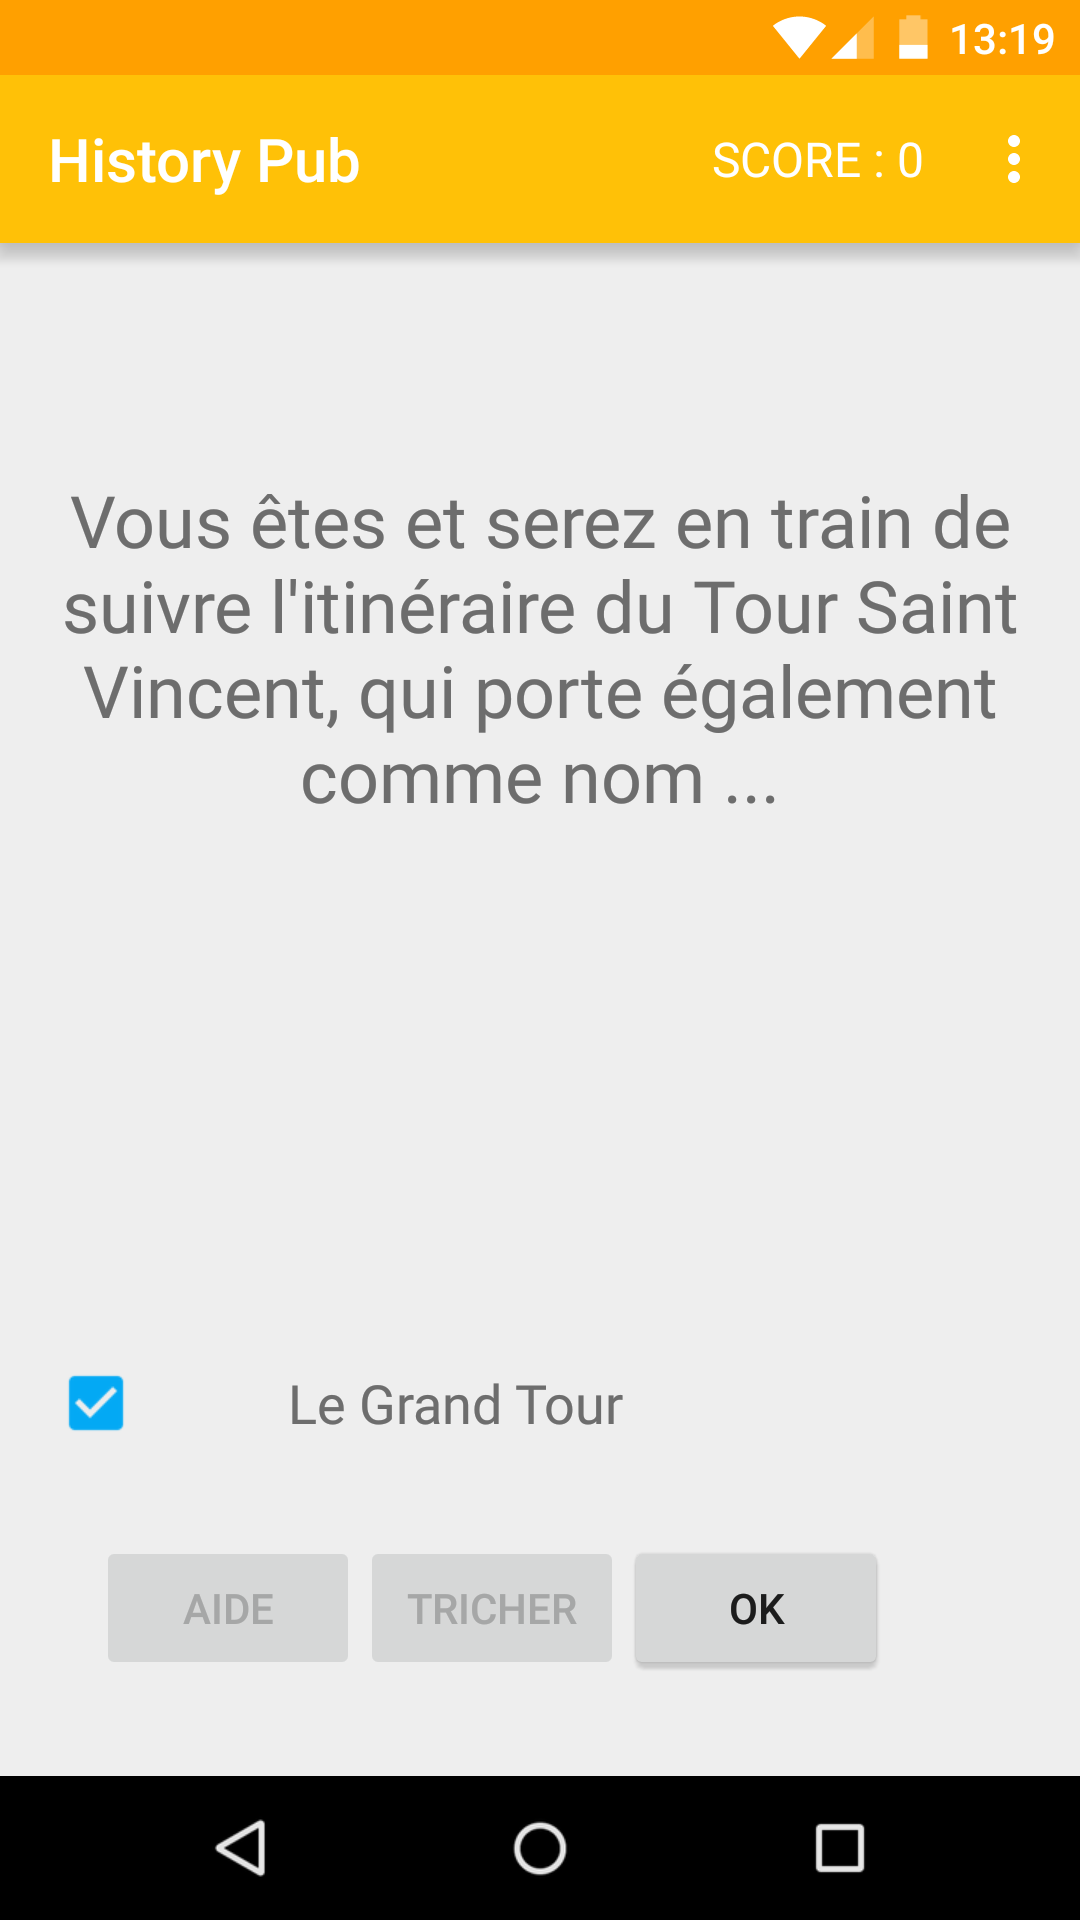 13:19
History Pub
SCORE : 0
Vous êtes et serez en train de
suivre l'itinéraire du Tour Saint
Vincent, qui porte également
comme nom ...
Le Grand Tour
AIDE
TRICHER
OK